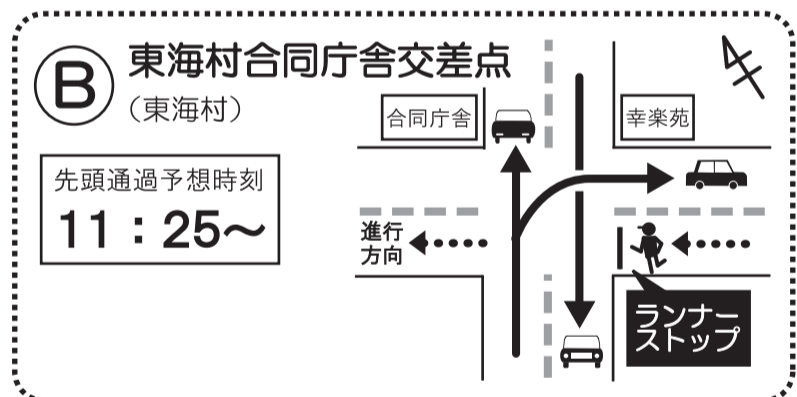 B
東海村合同庁舎交差点
（東海村）
先頭通過予想時刻
11：25～
合同庁舎
幸楽苑
進行
方向
ランナー
ストップ